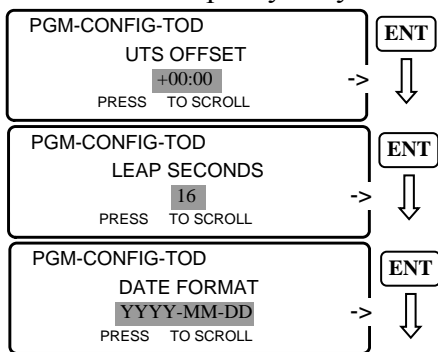 PGM-CONFIG-TOD
ENT
UTS OFFSET
+00:00
->
PRESS TO SCROLL
PGM-CONFIG-TOD
ENT
LEAP SECONDS
16
->
PRESS TO SCROLL
PGM-CONFIG-TOD
ENT
DATE FORMAT
YYYY-MM-DD
->
PRESS TO SCROLL